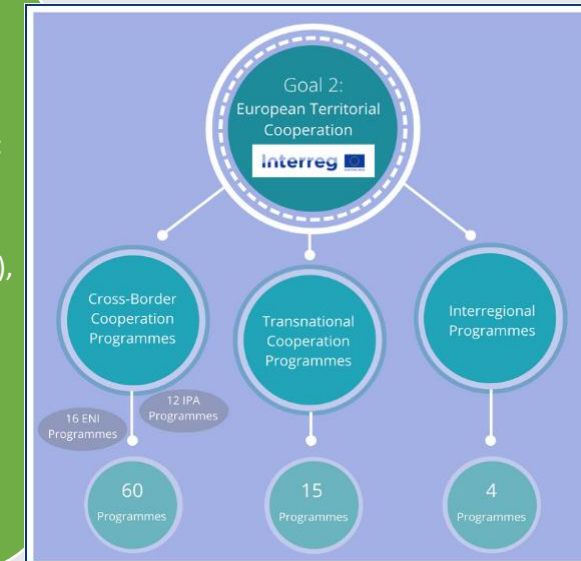 ),
Goal 2:
European Territorial
Cooperation
Interreg
Cross-Border
Cooperation
Programmes
Transnational
Cooperation
Programmes
Interregional
Programmes
16 ENI
Programmes
12 IPA
Programmes
60
Programmes
15
Programmes
4
Programmes